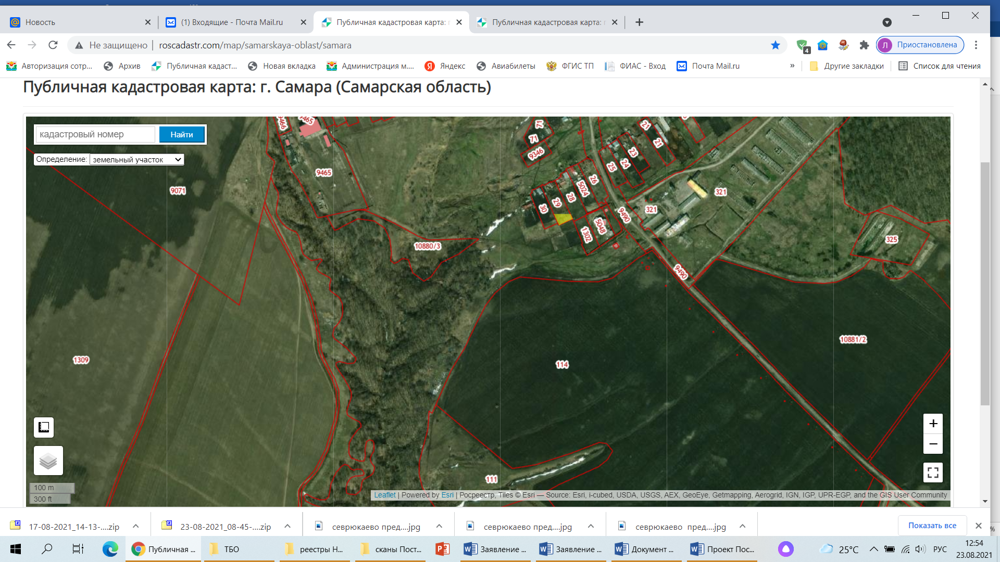 Новость
(1) Входящие - Почта Mail.ru
Публичная кадастровая карта: г
Публичная кадастровая карта: г
Не защищено | roscadastr.com/map/samarskaya-oblast/samara
4
Л Приостановлена
Авторизация сотр...
Архив
Публичная кадаст...
Новая вкладка
Администрация м....
Яндекс
Авиабилеты
ФГИС ТП
ФИАС - Вход
Почта Mail.ru
»
Другие закладки
Список для чтения
Публичная кадастровая карта: г. Самара (Самарская область)
кадастровый номер
Найти
Определение: земельный участок
9466
9465
17
71
9346
21
21
23
24
25
9465
9071
26
5024
28
29
30
321
321
9490
5048
1302
325
10880/3
9490
10881/2
1309
114
111
+
−
100 m
300 ft
Leaflet | Powered by Esri | Росреестр, Tiles © Esri — Source: Esri, i-cubed, USDA, USGS, AEX, GeoEye, Getmapping, Aerogrid, IGN, IGP, UPR-EGP, and the GIS User Community
17-08-2021_14-13-....zip
23-08-2021_08-45-....zip
севрюкаево пред....jpg
севрюкаево пред....jpg
севрюкаево пред....jpg
Показать все
%
Публичная ...
ТБО
реестры Н...
сканы Пост...
Заявление ...
Заявление ...
Документ ...
Проект Пос...
25°C
РУС
12:54
23.08.2021